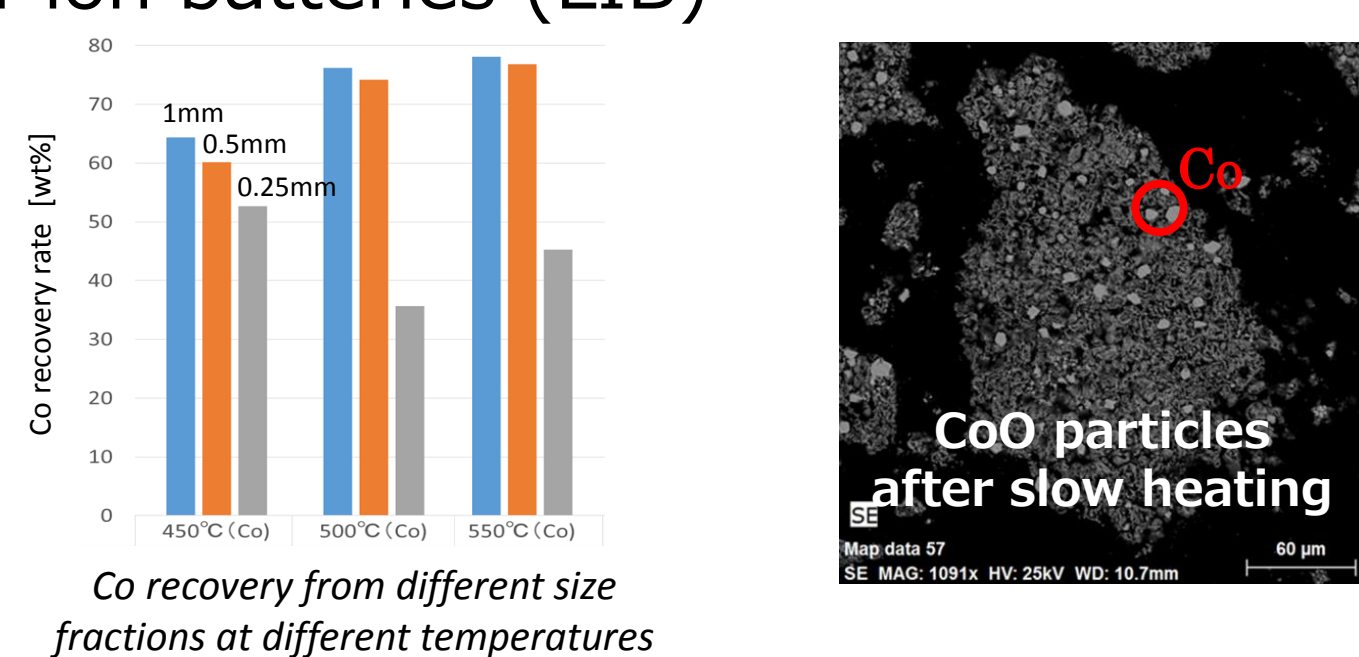 ion batteries (LIB)
80
70
60
50
40
30
20
10
0
Co recovery rate [wt%]
1mm
0.5mm
0.25mm
450℃(Co) 500℃(Co) 550℃(Co)
Co recovery from different size
fractions at different temperatures
Co
CoO particles
after slow heating
SE
Map data 57
SE MAG: 1091x HV: 25kV WD: 10.7mm
60 µm